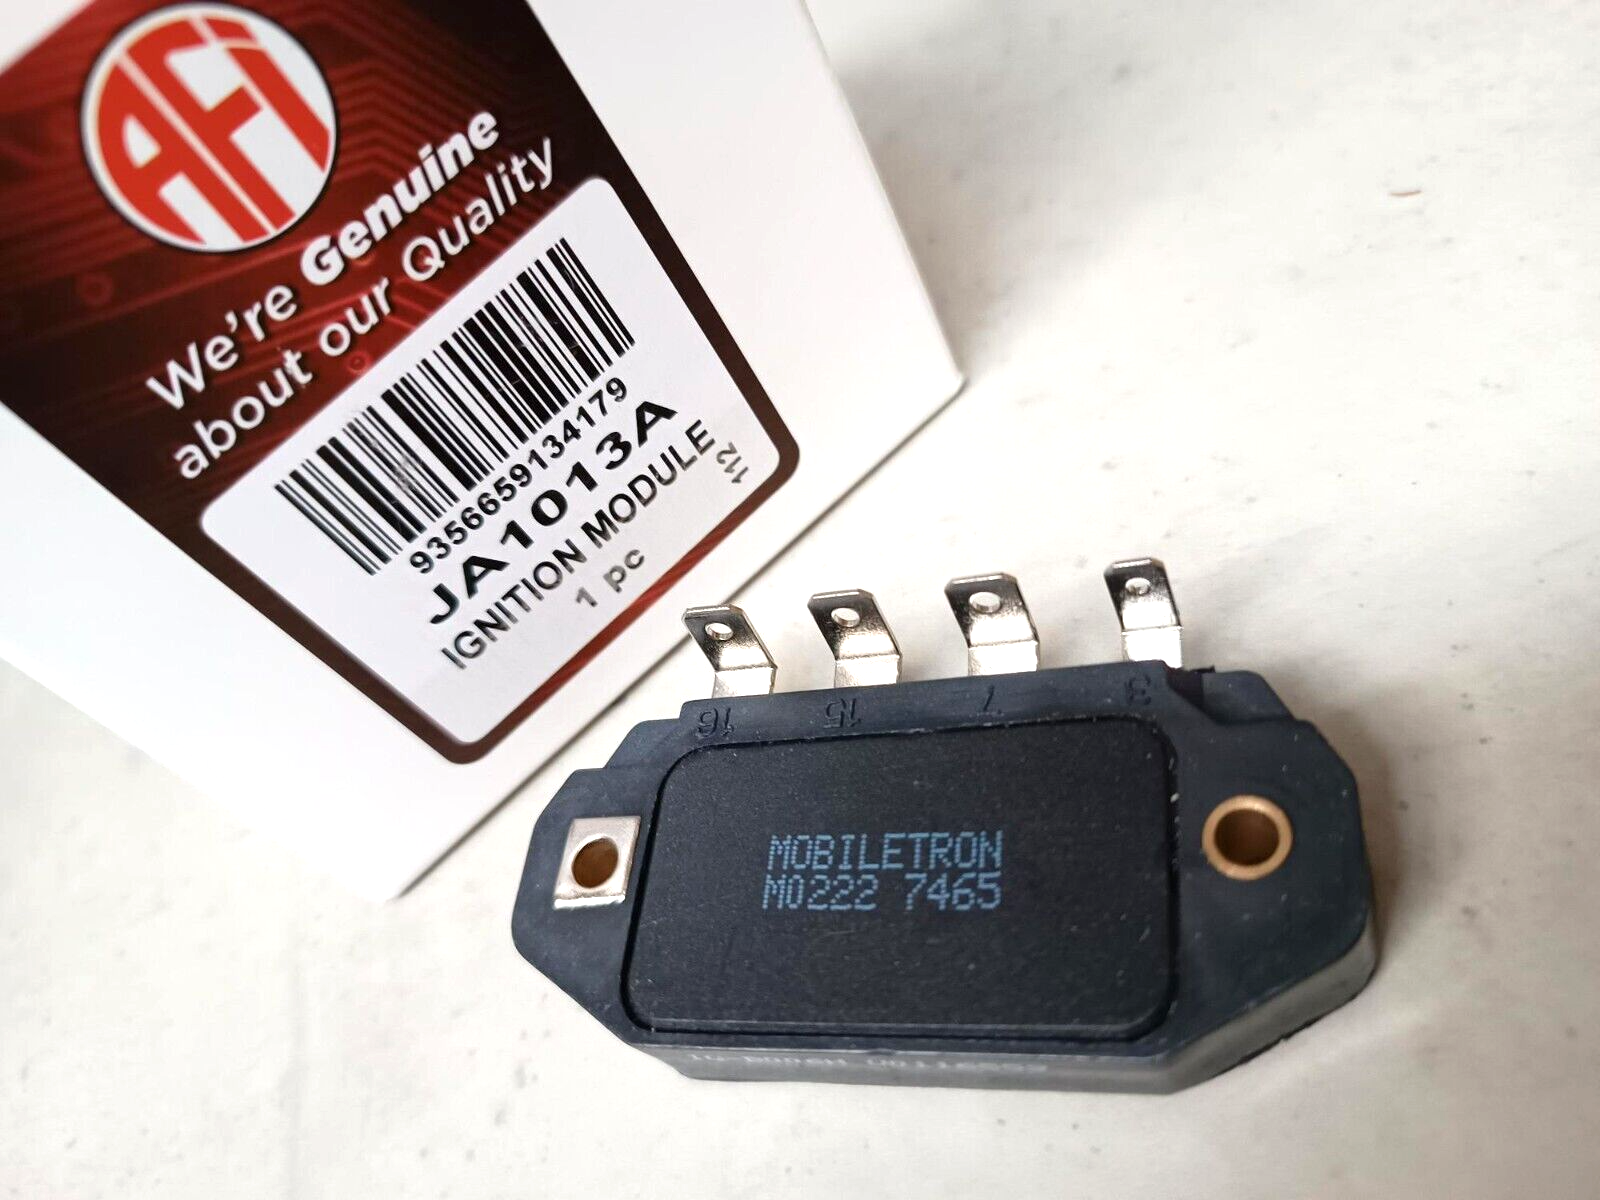 AFi
We're Genuine
about our Quality
9356659134179
JA1013A
IGNITION MODULE
112
1 pc
16 15 7 3
MOBILETRON
M0222 7465